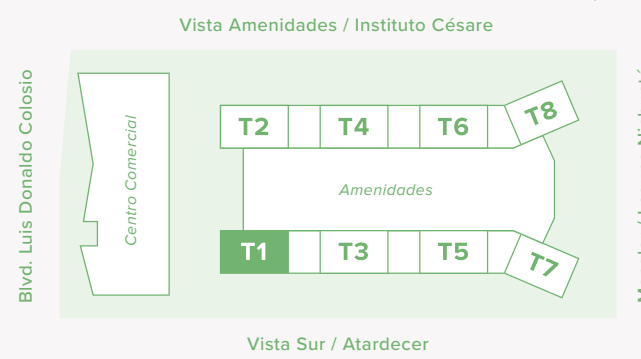 Vista Amenidades / Instituto Césare
Blvd. Luis Donaldo Colosio
Centro Comercial
T2
T4
T6
T8
Amenidades
T1
T3
T5
T7
Vista Sur / Atardecer